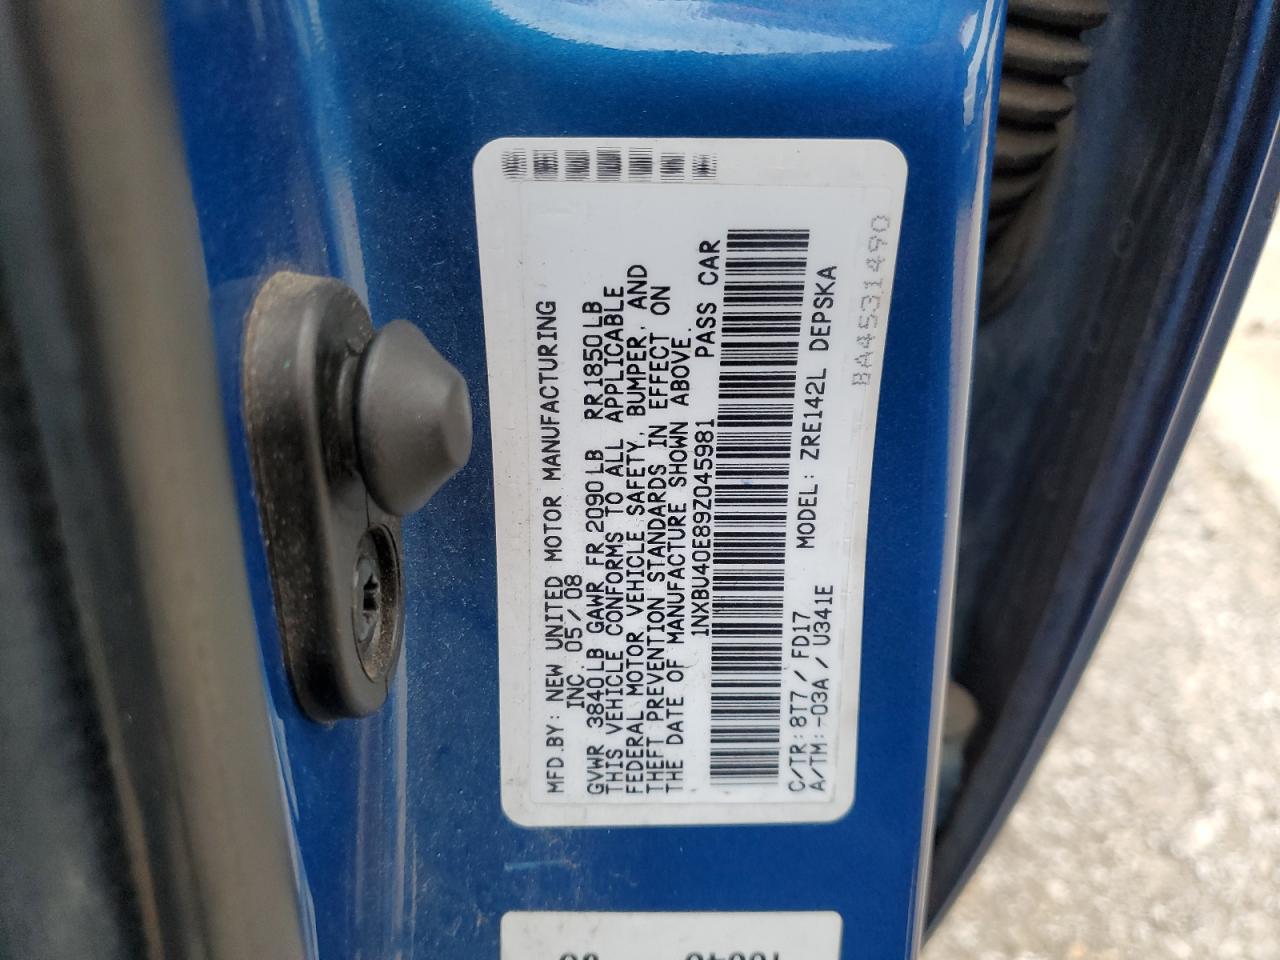 MFD.BY: NEW UNITED MOTOR MANUFACTURING
INC. 05/08
GVWR 3840LB GAWR FR 2090LB RR1850LB
THIS VEHICLE CONFORMS TO ALL APPLICABLE
FEDERAL MOTOR VEHICLE SAFETY, BUMPER, AND
THEFT PREVENTION STANDARDS IN EFFECT ON
THE DATE OF MANUFACTURE SHOWN ABOVE.
1NXBU40E89Z045981 PASS CAR
C/TR: 8T7/FD17 MODEL: ZRE142L DEPSKA
A/TM: -03A/U341E
BA4531490